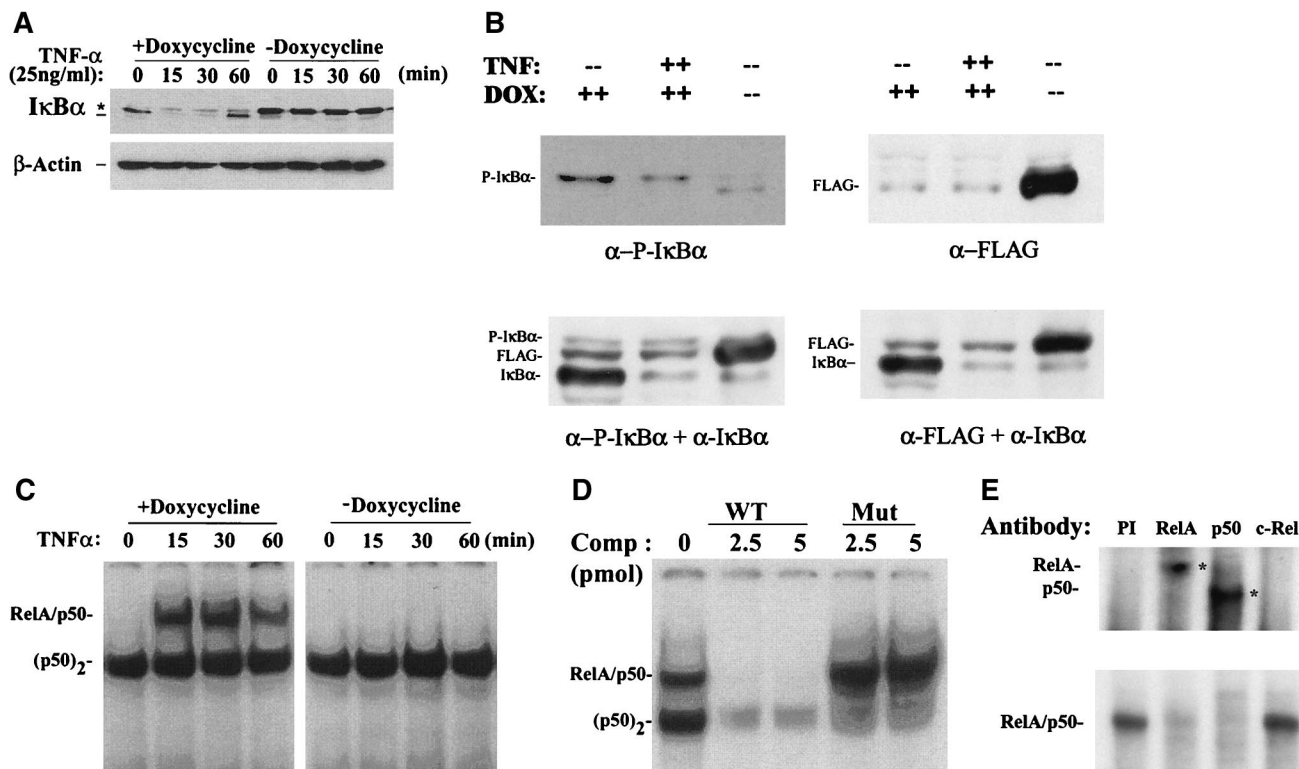 A
+Doxycycline -Doxycycline
TNF-α
(25ng/ml): 0 15 30 60 0 15 30 60 (min)
IκBα *
β-Actin
B
TNF: -- ++ --
DOX: ++ ++ --
P-IκBα-
α–P-IκBα
-- ++ --
++ ++ --
FLAG-
α–FLAG
P-IκBα-
FLAG-
IκBα-
α–P-IκBα + α-IκBα
FLAG-
IκBα–
α-FLAG + α-IκBα
C
+Doxycycline -Doxycycline
TNFα: 0 15 30 60 0 15 30 60 (min)
RelA/p50-
(p50)2-
D
WT Mut
Comp : 0 2.5 5 2.5 5
(pmol)
RelA/p50-
(p50)2-
E
Antibody: PI RelA p50 c-Rel
RelA- *
p50- *
RelA/p50-